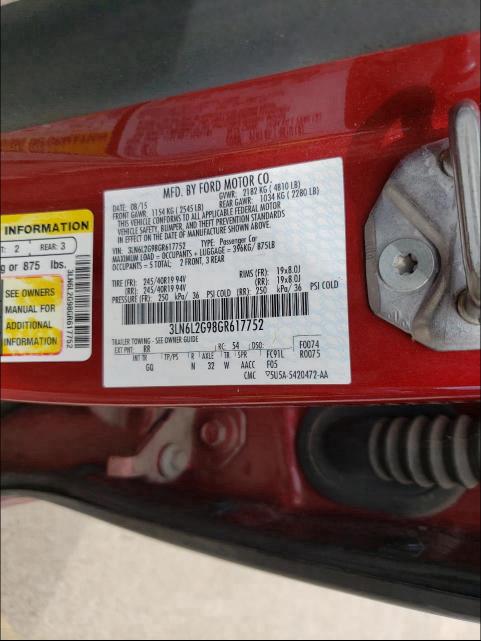 MFD. BY FORD MOTOR CO.
DATE: 08/15 GVWR: 2182 KG (4810 LB)
FRONT GAWR: 1154 KG (2545 LB) REAR GAWR: 1034 KG (2280 LB)
THIS VEHICLE CONFORMS TO ALL APPLICABLE FEDERAL MOTOR
VEHICLE SAFETY, BUMPER, AND THEFT PREVENTION STANDARDS
IN EFFECT ON THE DATE OF MANUFACTURE SHOWN ABOVE.
VIN: 3LN6L2G98GR617752 TYPE: Passenger Car
MAXIMUM LOAD = OCCUPANTS + LUGGAGE = 396KG/ 875LB
OCCUPANTS = 5 TOTAL: 2 FRONT, 3 REAR
TIRE (FR): 245/40R19 94V RIMS (FR): 19x8.0J
(RR): 245/40R19 94V (RR): 19x8.0J
PRESSURE (FR): 250 kPa/ 36 PSI COLD (RR): 250 kPa/ 36 PSI COLD
3LN6L2G98GR617752
TRAILER TOWING - SEE OWNER GUIDE
EXT PNT: RR RC: 54 DSO: F0074
INT TR TP/PS R AXLE TR SPR FC91L R0075
GQ N 32 W AACC F05
CMC 5U5A-5420472-AA
INFORMATION
: 2 REAR: 3
g or 875 lbs.
SEE OWNERS
MANUAL FOR
ADDITIONAL
INFORMATION
3LN6L2G98GR617752